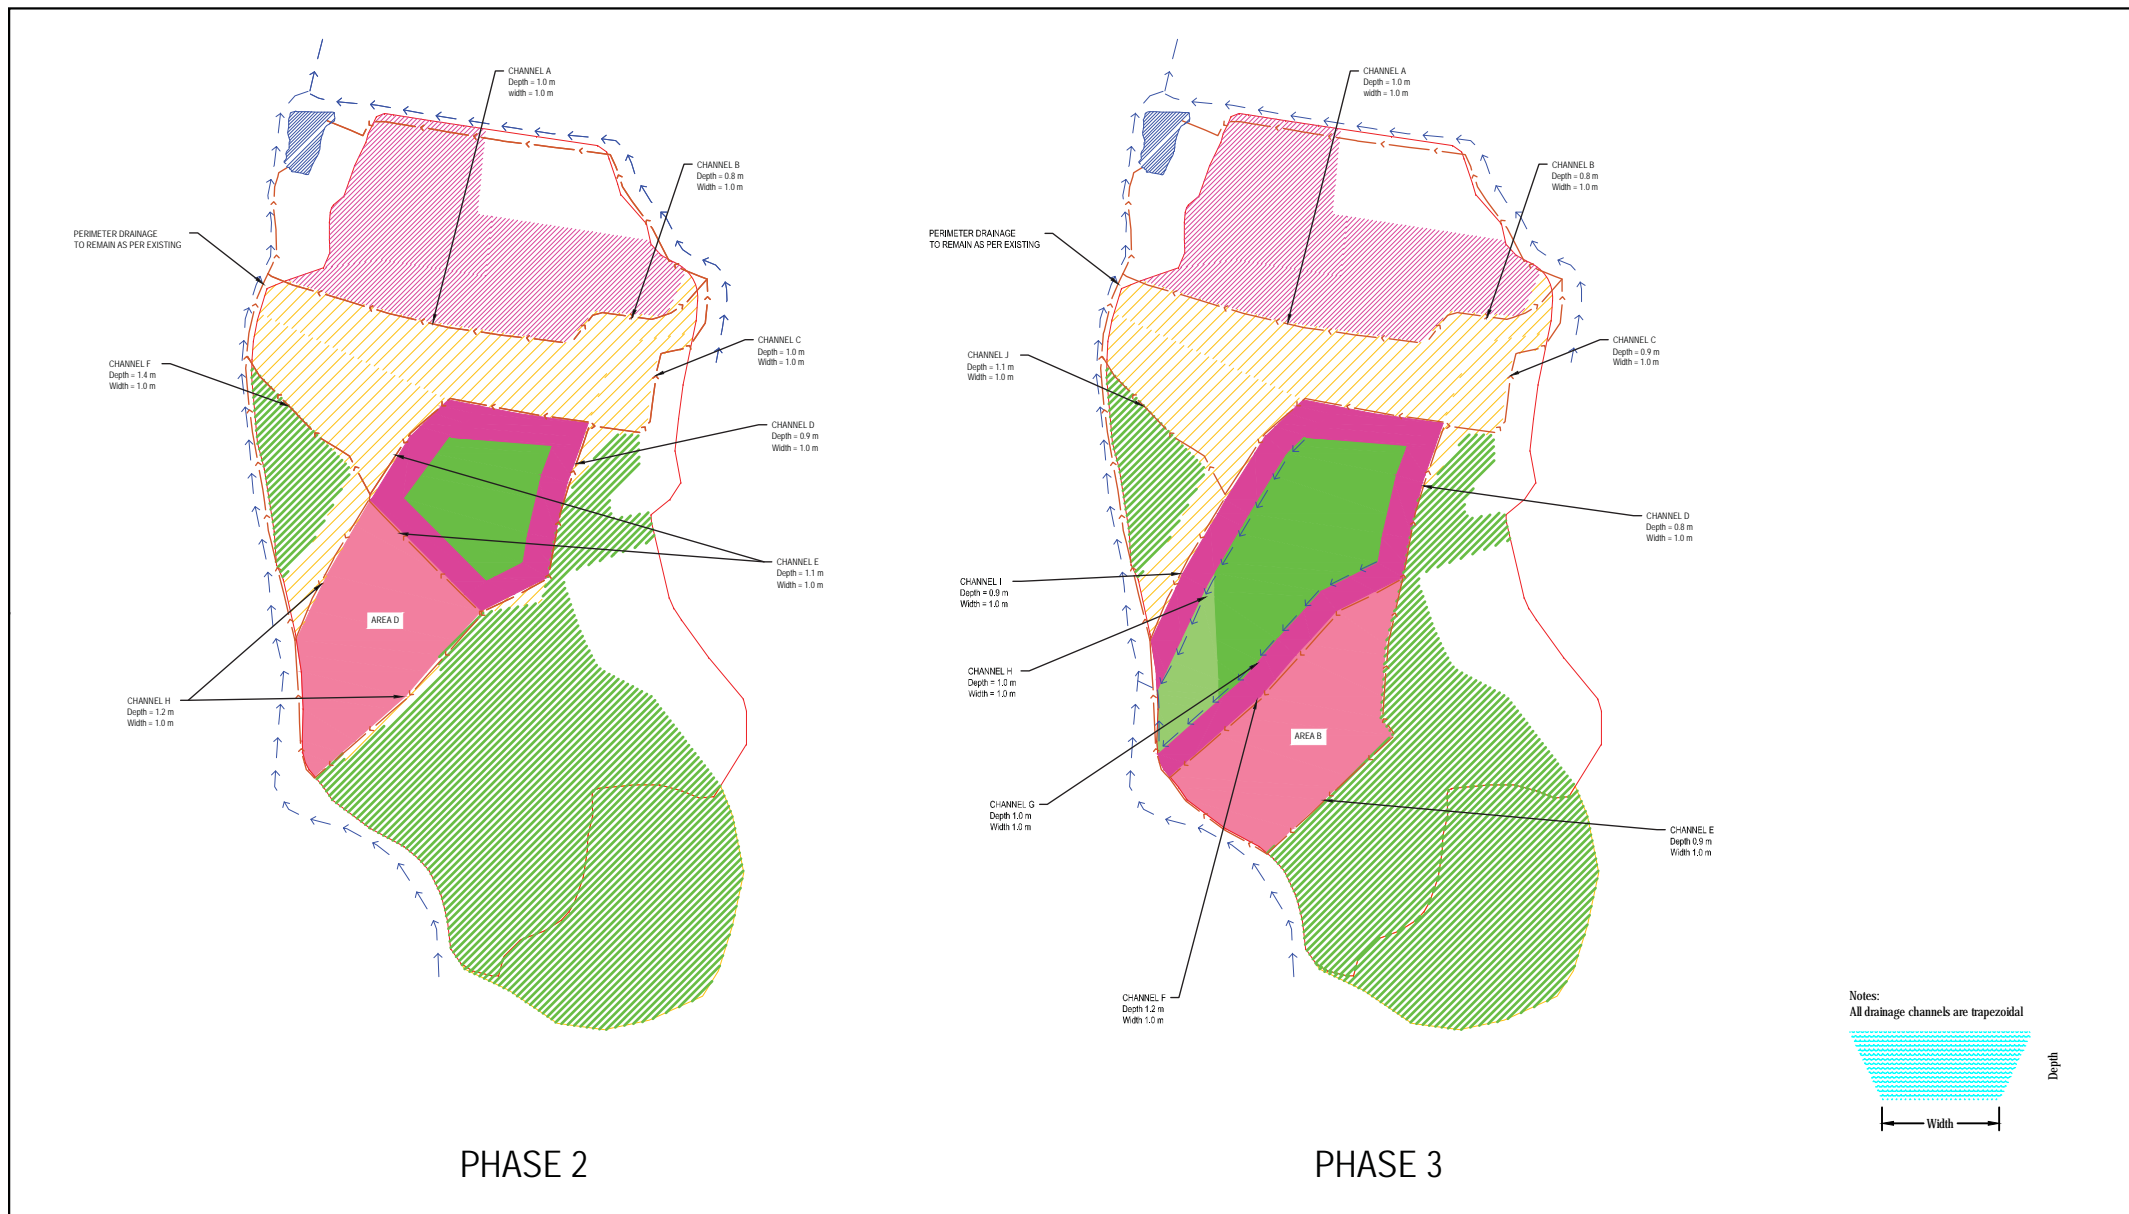 CHANNEL A
Depth = 1.0 m
width = 1.0 m
CHANNEL B
Depth = 0.8 m
Width = 1.0 m
PERIMETER DRAINAGE
TO REMAIN AS PER EXISTING
CHANNEL C
Depth = 1.0 m
Width = 1.0 m
CHANNEL F
Depth = 1.4 m
Width = 1.0 m
CHANNEL D
Depth = 0.9 m
Width = 1.0 m
CHANNEL E
Depth = 1.1 m
Width = 1.0 m
AREA D
CHANNEL H
Depth = 1.2 m
Width = 1.0 m
PHASE 2
CHANNEL A
Depth = 1.0 m
width = 1.0 m
CHANNEL B
Depth = 0.8 m
Width = 1.0 m
PERIMETER DRAINAGE
TO REMAIN AS PER EXISTING
CHANNEL C
Depth = 0.9 m
Width = 1.0 m
CHANNEL J
Depth = 1.1 m
Width = 1.0 m
CHANNEL D
Depth = 0.8 m
Width = 1.0 m
CHANNEL I
Depth = 0.9 m
Width = 1.0 m
CHANNEL H
Depth = 1.0 m
Width = 1.0 m
AREA B
CHANNEL G
Depth 1.0 m
Width 1.0 m
CHANNEL E
Depth 0.9 m
Width 1.0 m
CHANNEL F
Depth 1.2 m
Width 1.0 m
PHASE 3
Notes:
All drainage channels are trapezoidal
Depth
Width